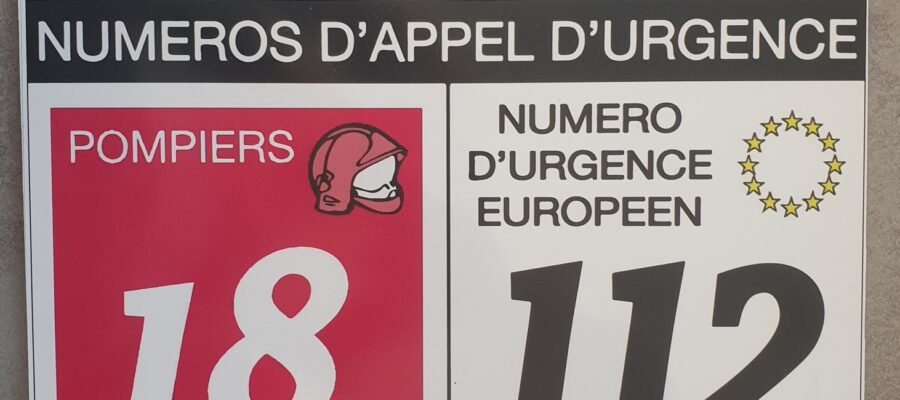 NUMEROS D'APPEL D'URGENCE
POMPIERS
18
NUMERO
D'URGENCE
EUROPEEN
112